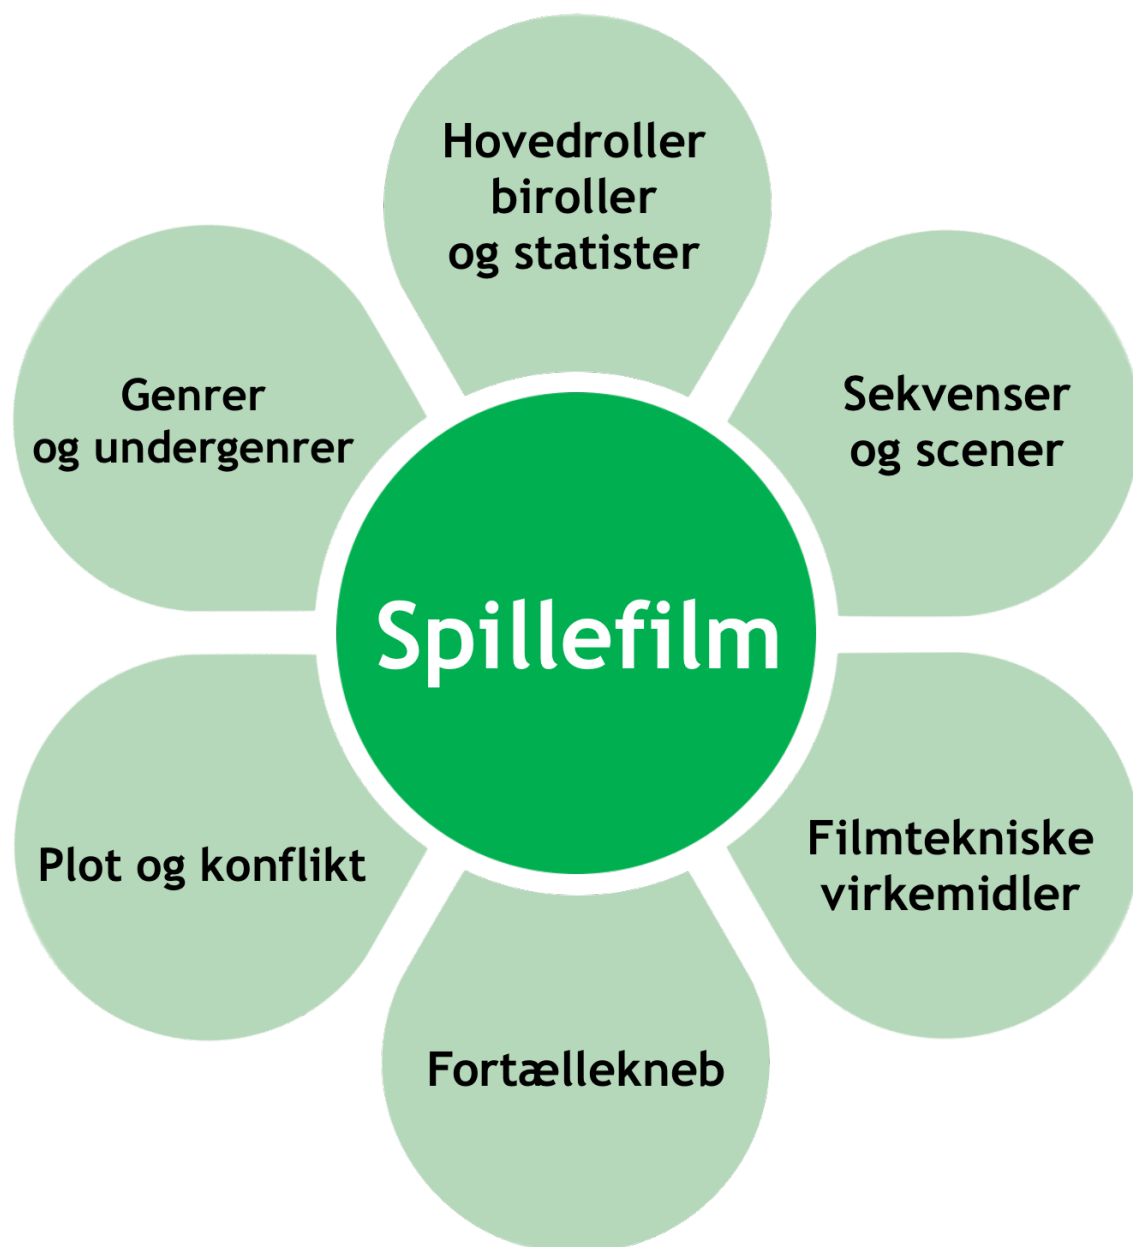 Hovedroller
biroller
og statister
Sekvenser
og scener
Filmtekniske
virkemidler
Fortællekneb
Plot og konflikt
Genrer
og undergenrer
Spillefilm